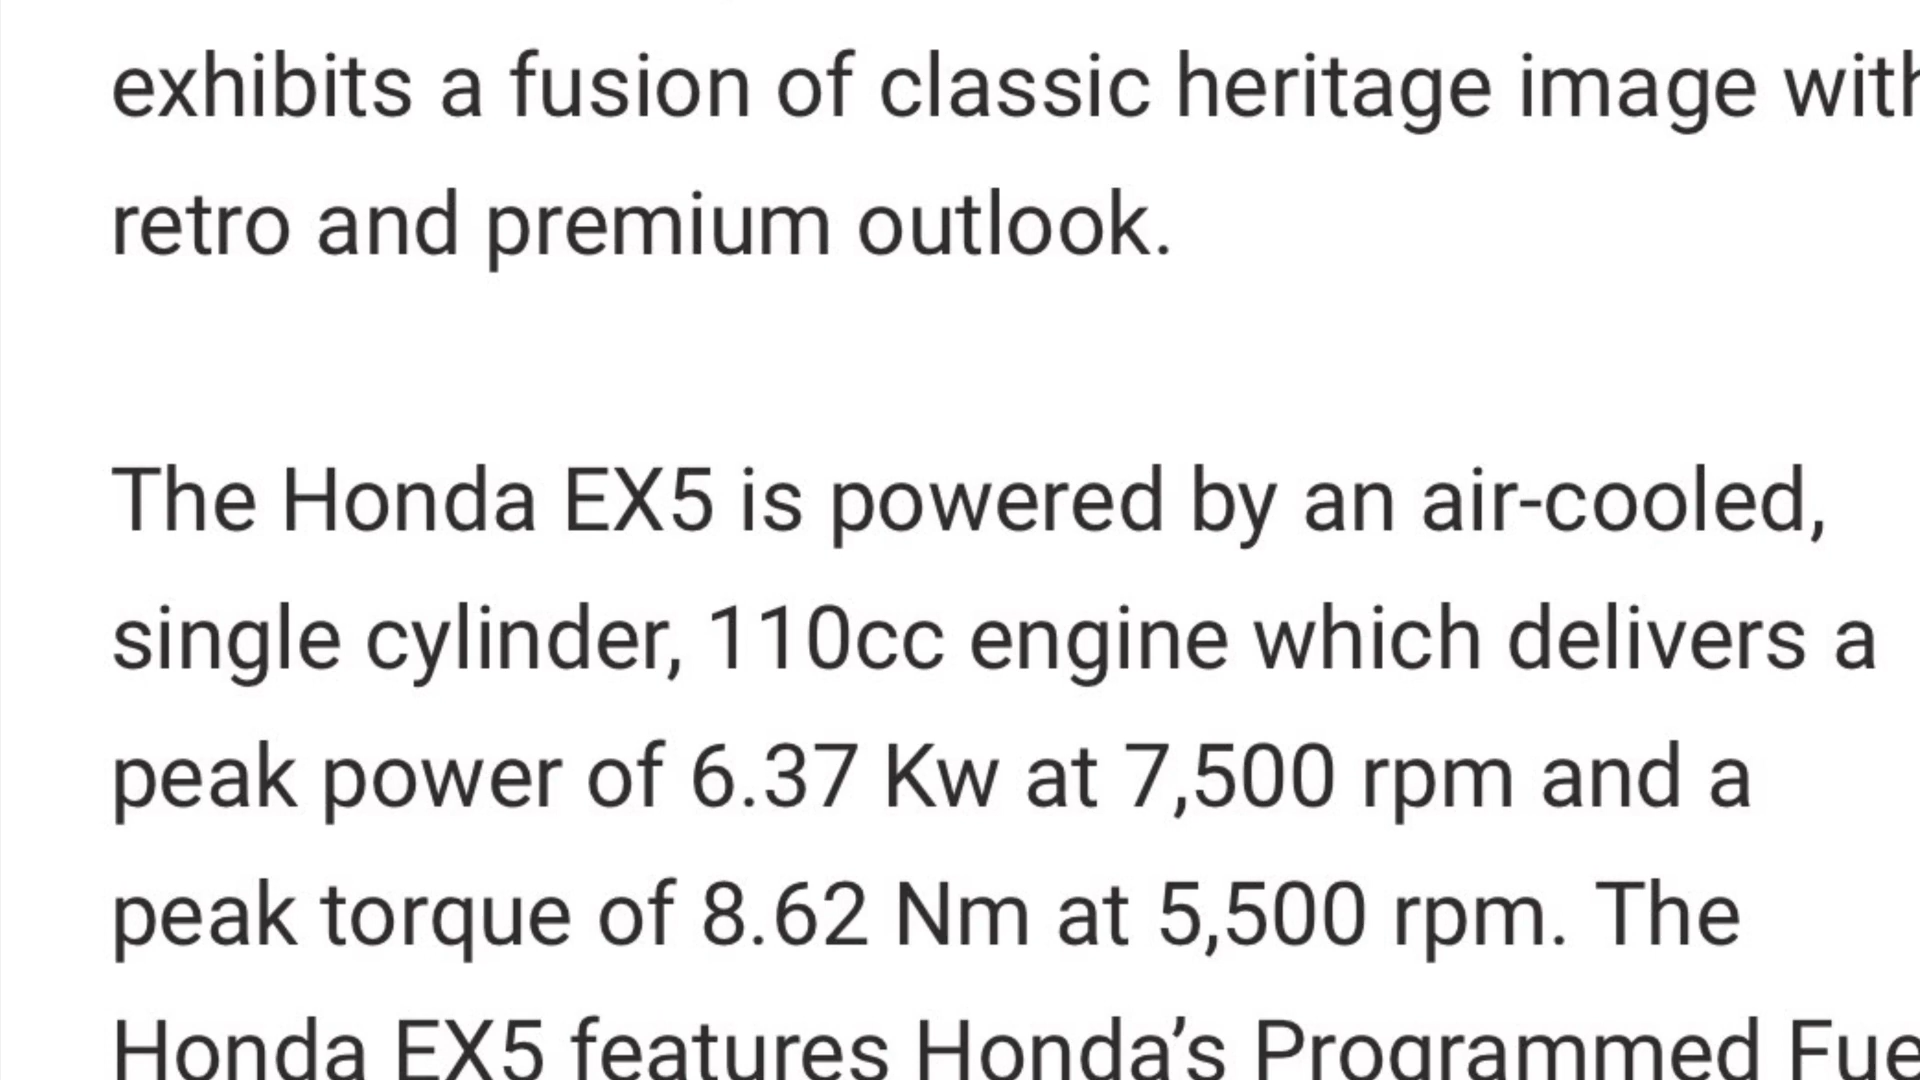 exhibits a fusion of classic heritage image with
retro and premium outlook.
The Honda EX5 is powered by an air-cooled,
single cylinder, 110cc engine which delivers a
peak power of 6.37 Kw at 7,500 rpm and a
peak torque of 8.62 Nm at 5,500 rpm. The
Honda EX5 features Honda’s Programmed Fue